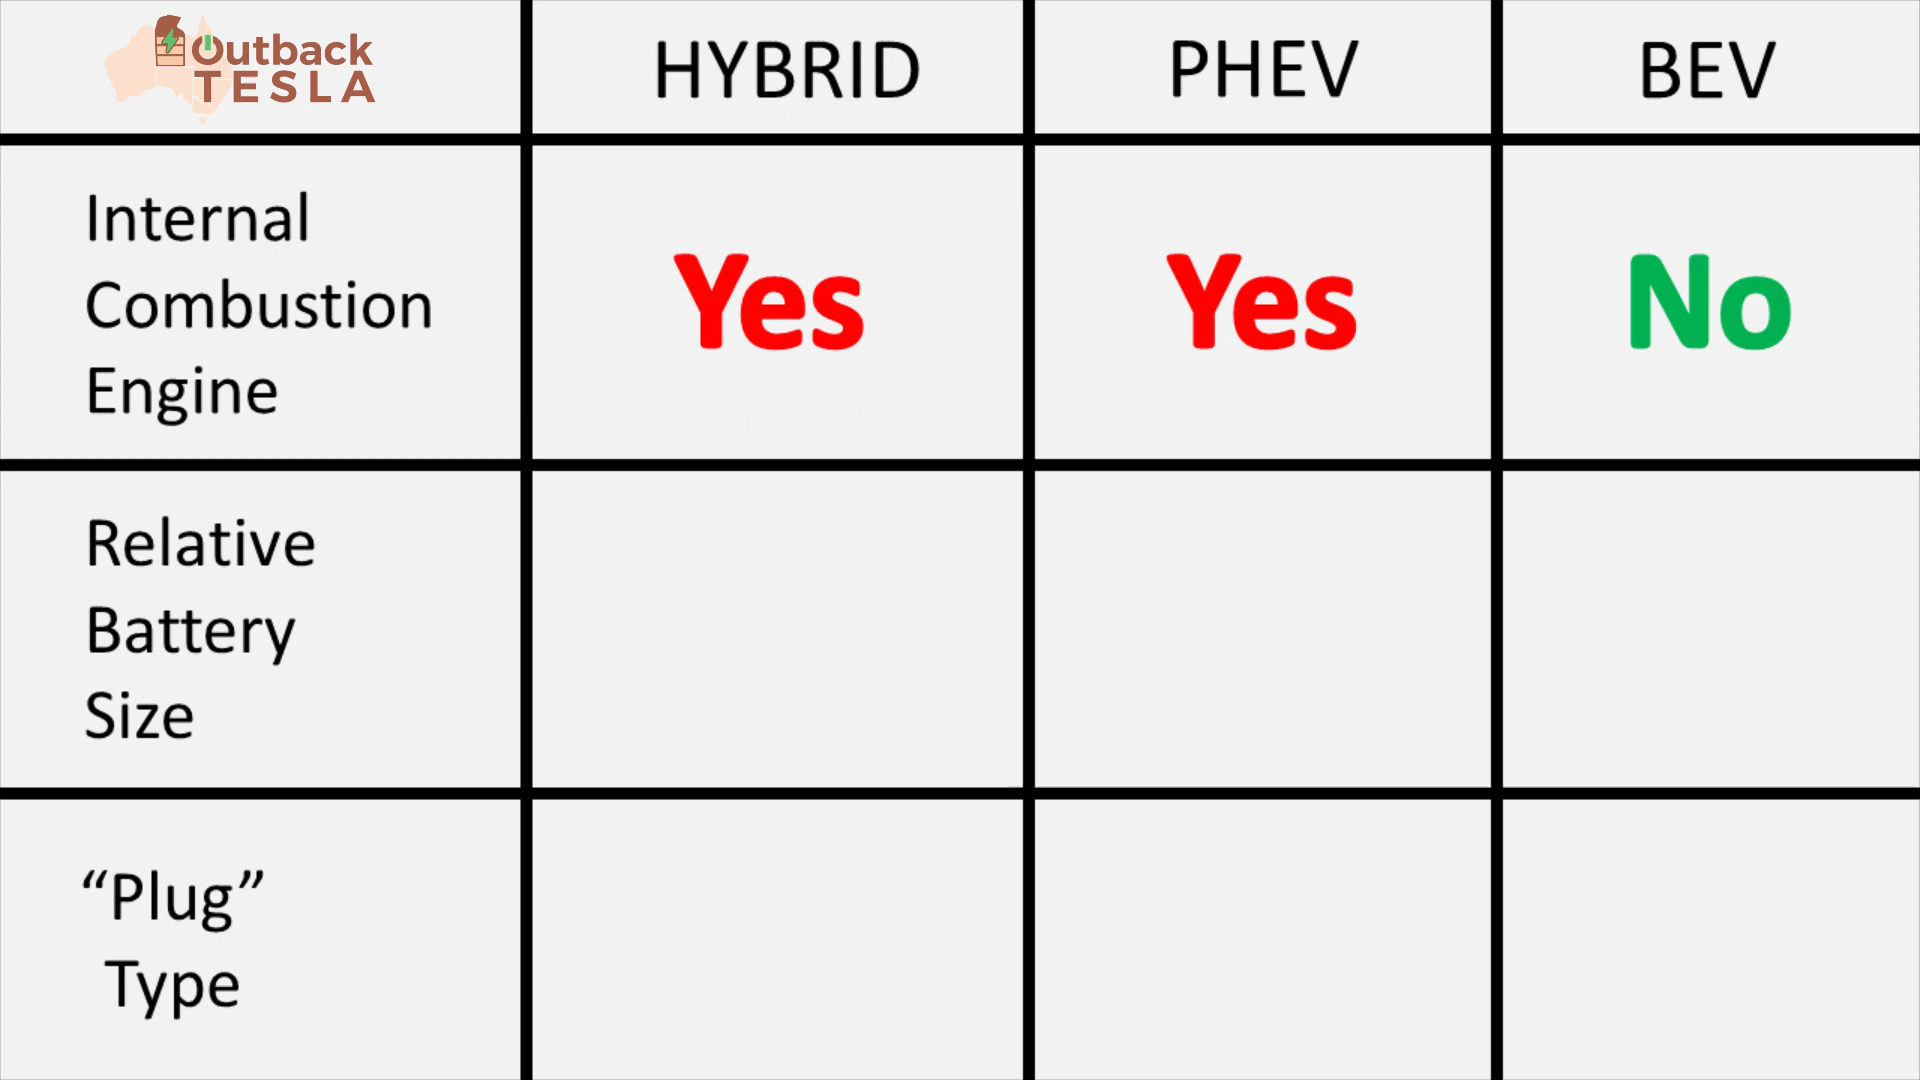 Outback
TESLA
HYBRID
PHEV
BEV
Internal
Combustion
Engine
Yes
Yes
No
Relative
Battery
Size
“Plug”
Type